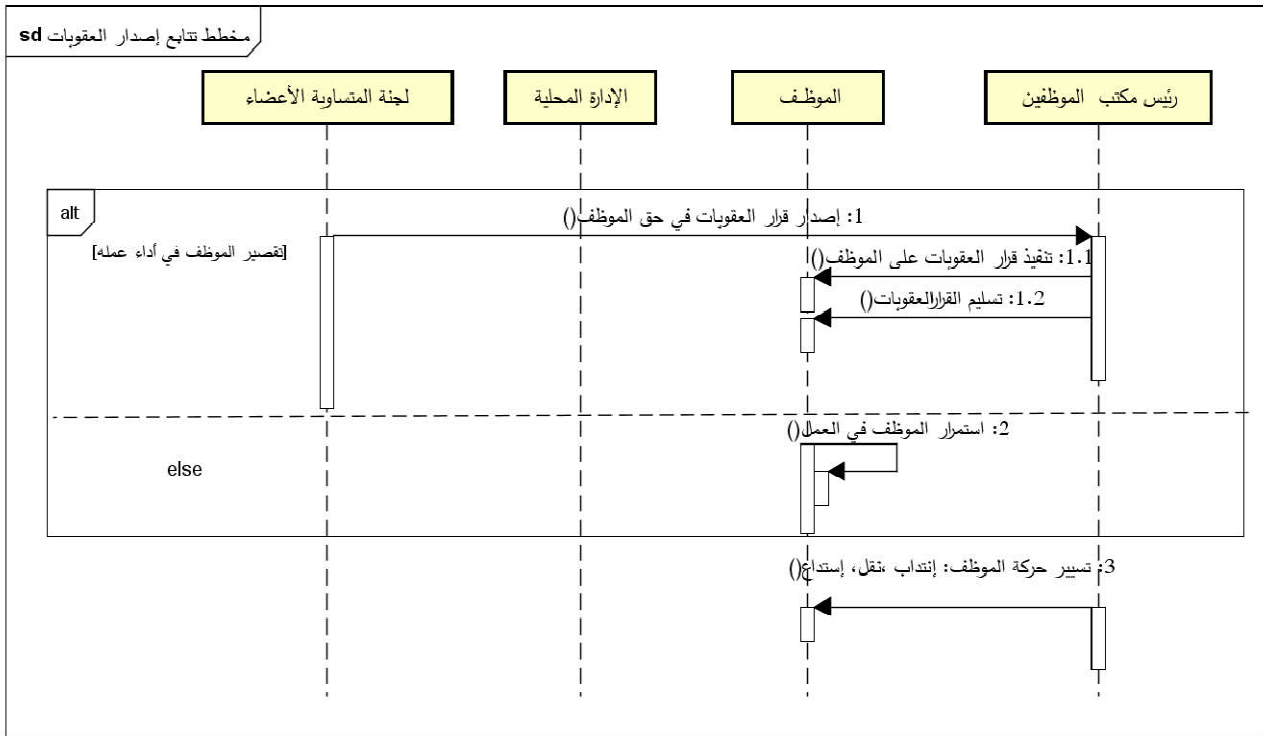 sd مخطط تتابع إصدار العقوبات
رئيس مكتب الموظفين
الموظف
الإدارة المحلية
لجنة المتساوية الأعضاء
alt
1: إصدار قرار العقوبات في حق الموظف()
[تقصير الموظف في أداء عمله]
1.1: تنفيذ قرار العقوبات على الموظف()
1.2: تسليم القرارالعقوبات()
2: استمرار الموظف في العمل()
else
3: تسيير حركة الموظف: إنتداب ،نقل، إستداع()